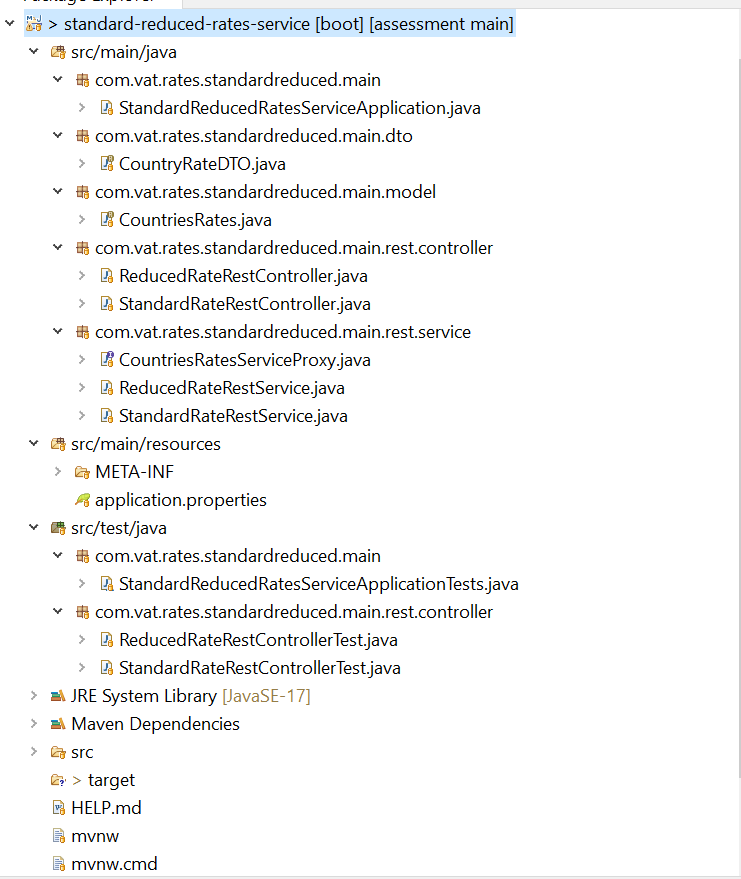 > standard-reduced-rates-service [boot] [assessment main]
src/main/java
com.vat.rates.standardreduced.main
StandardReducedRatesServiceApplication.java
com.vat.rates.standardreduced.main.dto
CountryRateDTO.java
com.vat.rates.standardreduced.main.model
CountriesRates.java
com.vat.rates.standardreduced.main.rest.controller
ReducedRateRestController.java
StandardRateRestController.java
com.vat.rates.standardreduced.main.rest.service
CountriesRatesServiceProxy.java
ReducedRateRestService.java
StandardRateRestService.java
src/main/resources
META-INF
application.properties
src/test/java
com.vat.rates.standardreduced.main
StandardReducedRatesServiceApplicationTests.java
com.vat.rates.standardreduced.main.rest.controller
ReducedRateRestControllerTest.java
StandardRateRestControllerTest.java
JRE System Library [JavaSE-17]
Maven Dependencies
src
> target
HELP.md
mvnw
mvnw.cmd